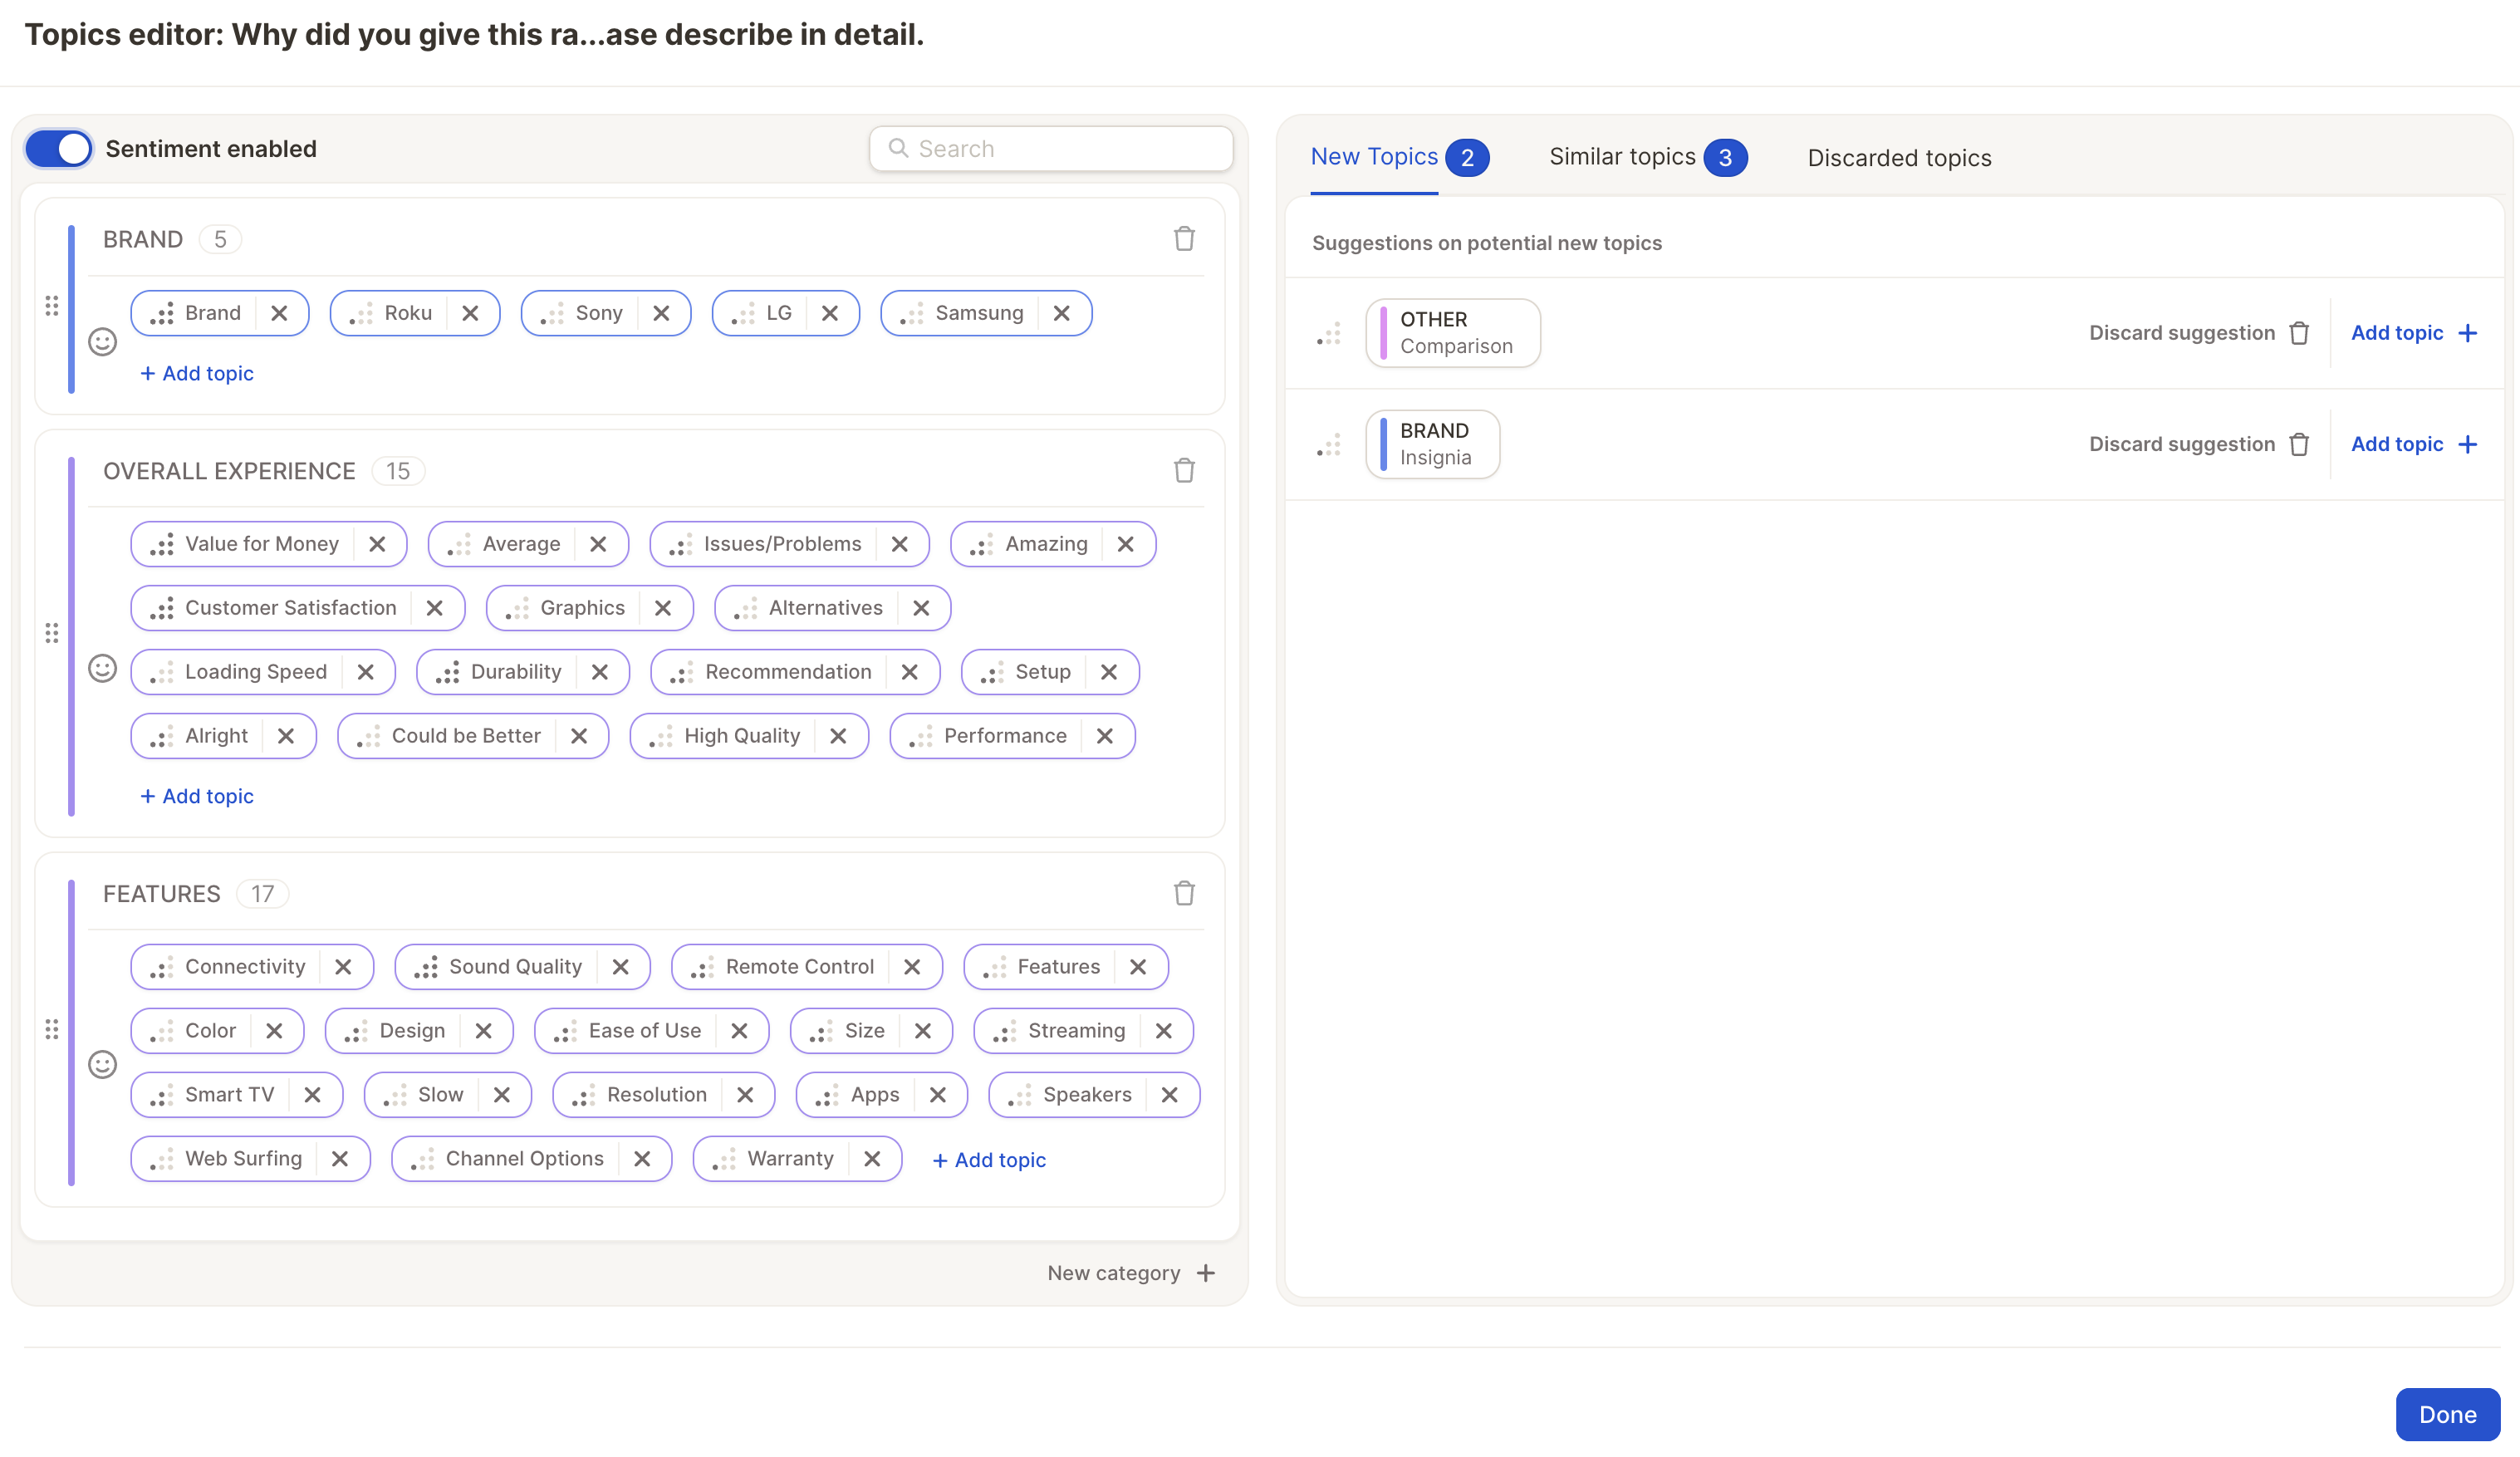 Topics editor: Why did you give this ra...ase describe in detail.
Sentiment enabled
Search
BRAND 5
Brand Roku Sony LG Samsung
+ Add topic
OVERALL EXPERIENCE 15
Value for Money Average Issues/Problems Amazing
Customer Satisfaction Graphics Alternatives
Loading Speed Durability Recommendation Setup
Alright Could be Better High Quality Performance
+ Add topic
FEATURES 17
Connectivity Sound Quality Remote Control Features
Color Design Ease of Use Size Streaming
Smart TV Slow Resolution Apps Speakers
Web Surfing Channel Options Warranty + Add topic
New category +
New Topics 2 Similar topics 3 Discarded topics
Suggestions on potential new topics
OTHER
Comparison
Discard suggestion Add topic +
BRAND
Insignia
Discard suggestion Add topic +
Done